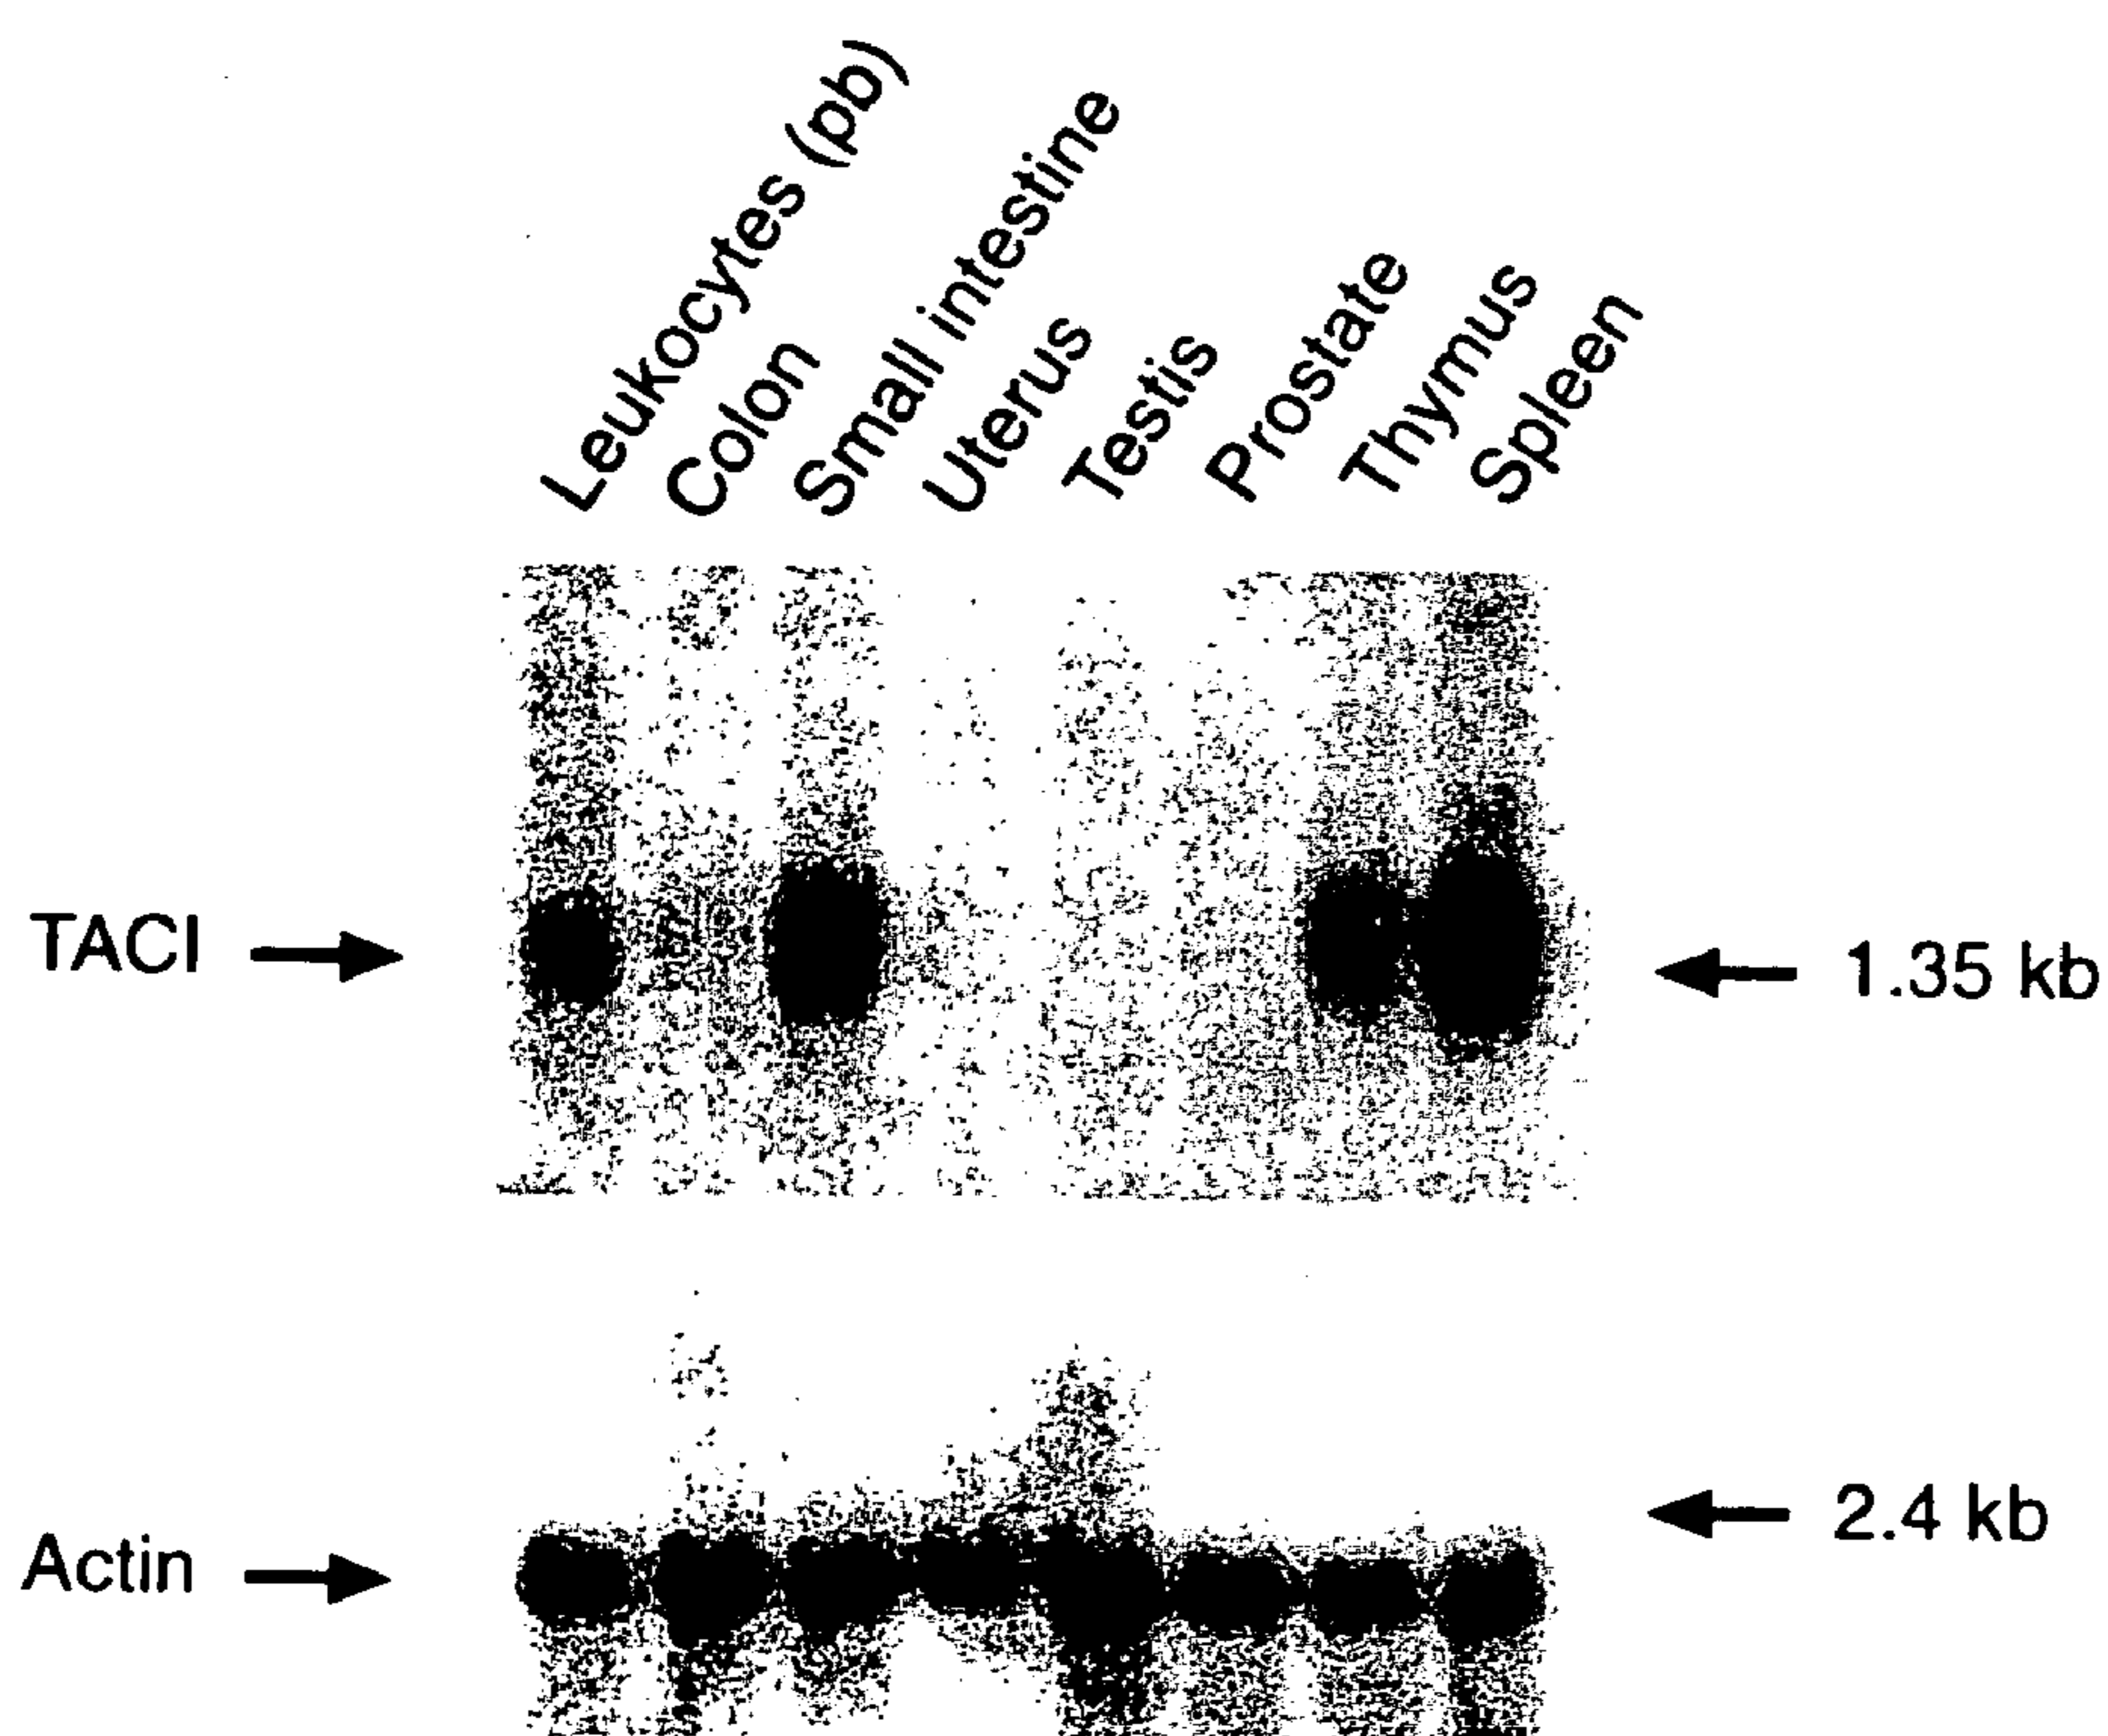 Leukocytes (pb)
Colon
Small intestine
Uterus
Testis
Prostate
Thymus
Spleen
TACI
1.35 kb
2.4 kb
Actin